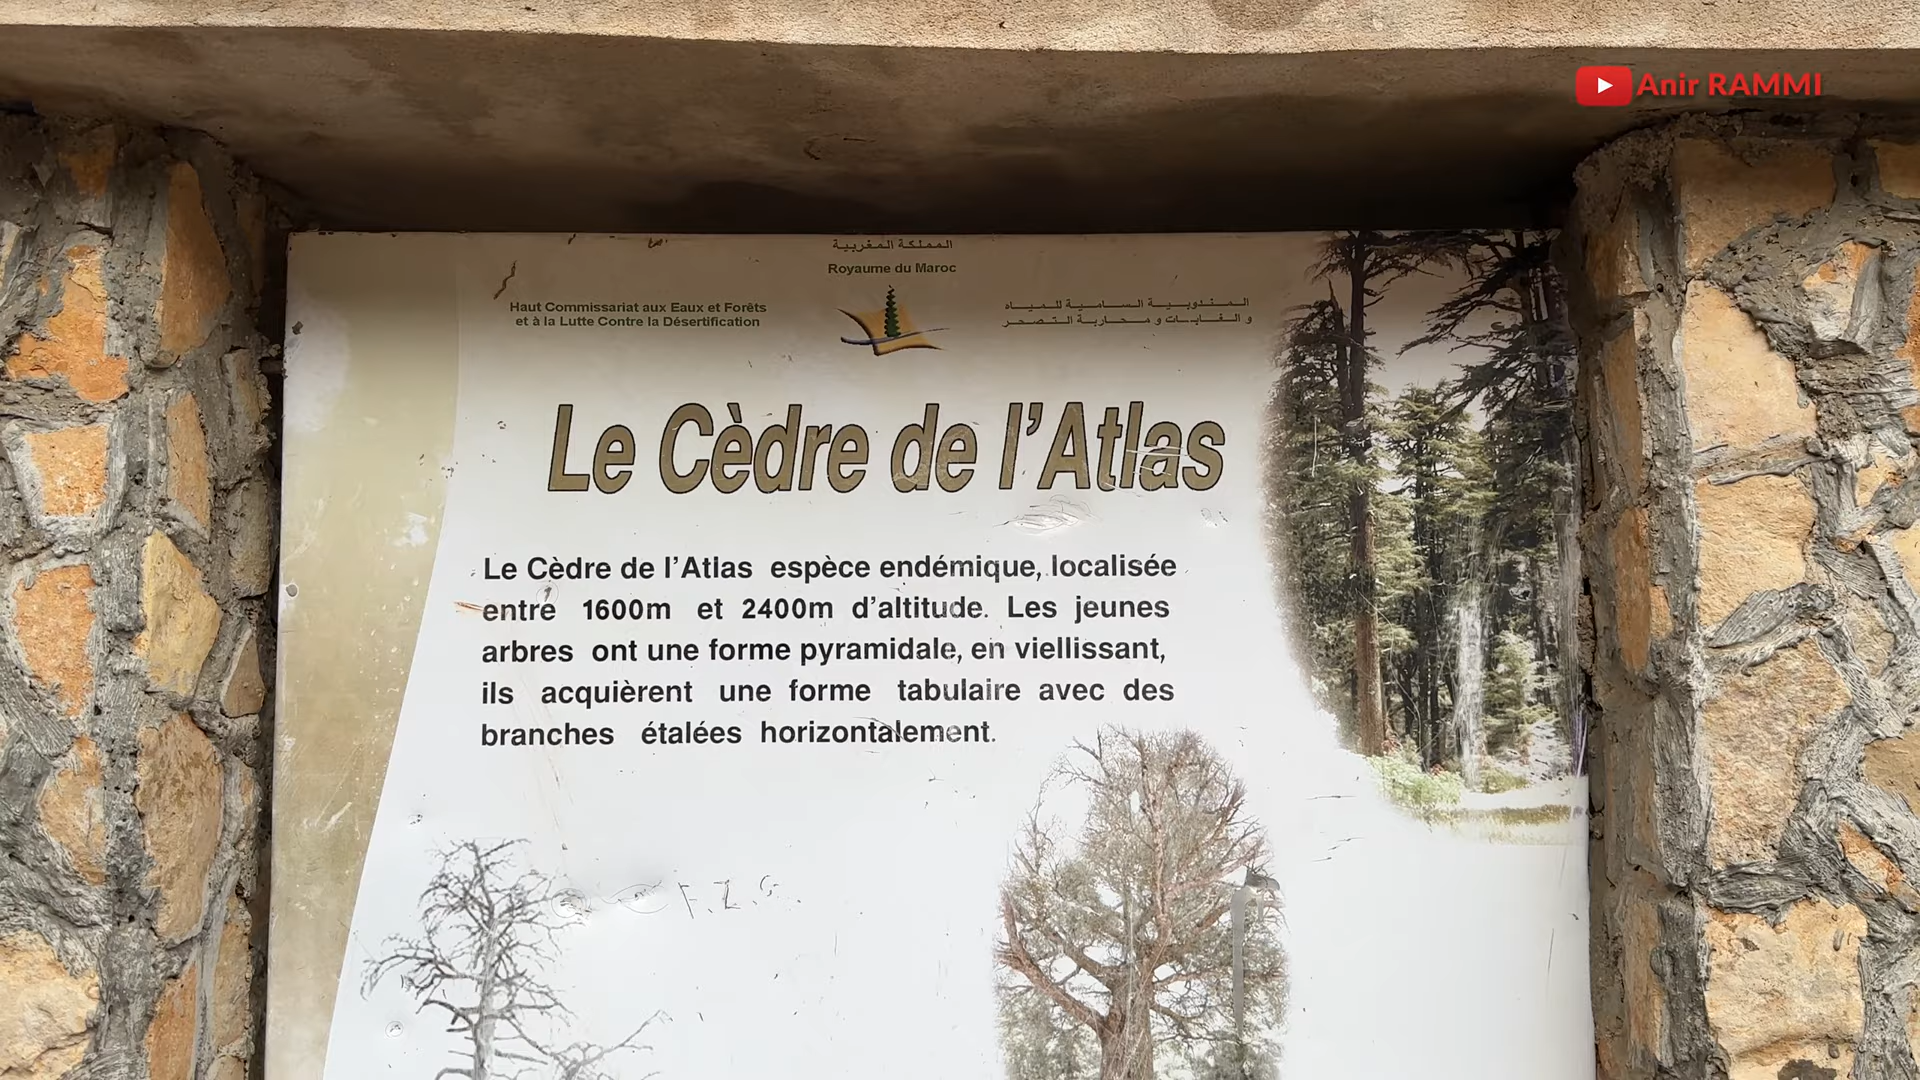 Anir RAMMI
المملكة المغربية
Royaume du Maroc
Haut Commissariat aux Eaux et Forêts
et à la Lutte Contre la Désertification
المندوبية السامية للمياه
و الغابات و محاربة التصحر
Le Cèdre de l'Atlas
Le Cèdre de l'Atlas espèce endémique, localisée
entre 1600m et 2400m d'altitude. Les jeunes
arbres ont une forme pyramidale, en viellissant,
ils acquièrent une forme tabulaire avec des
branches étalées horizontalement.
F.Z.G.